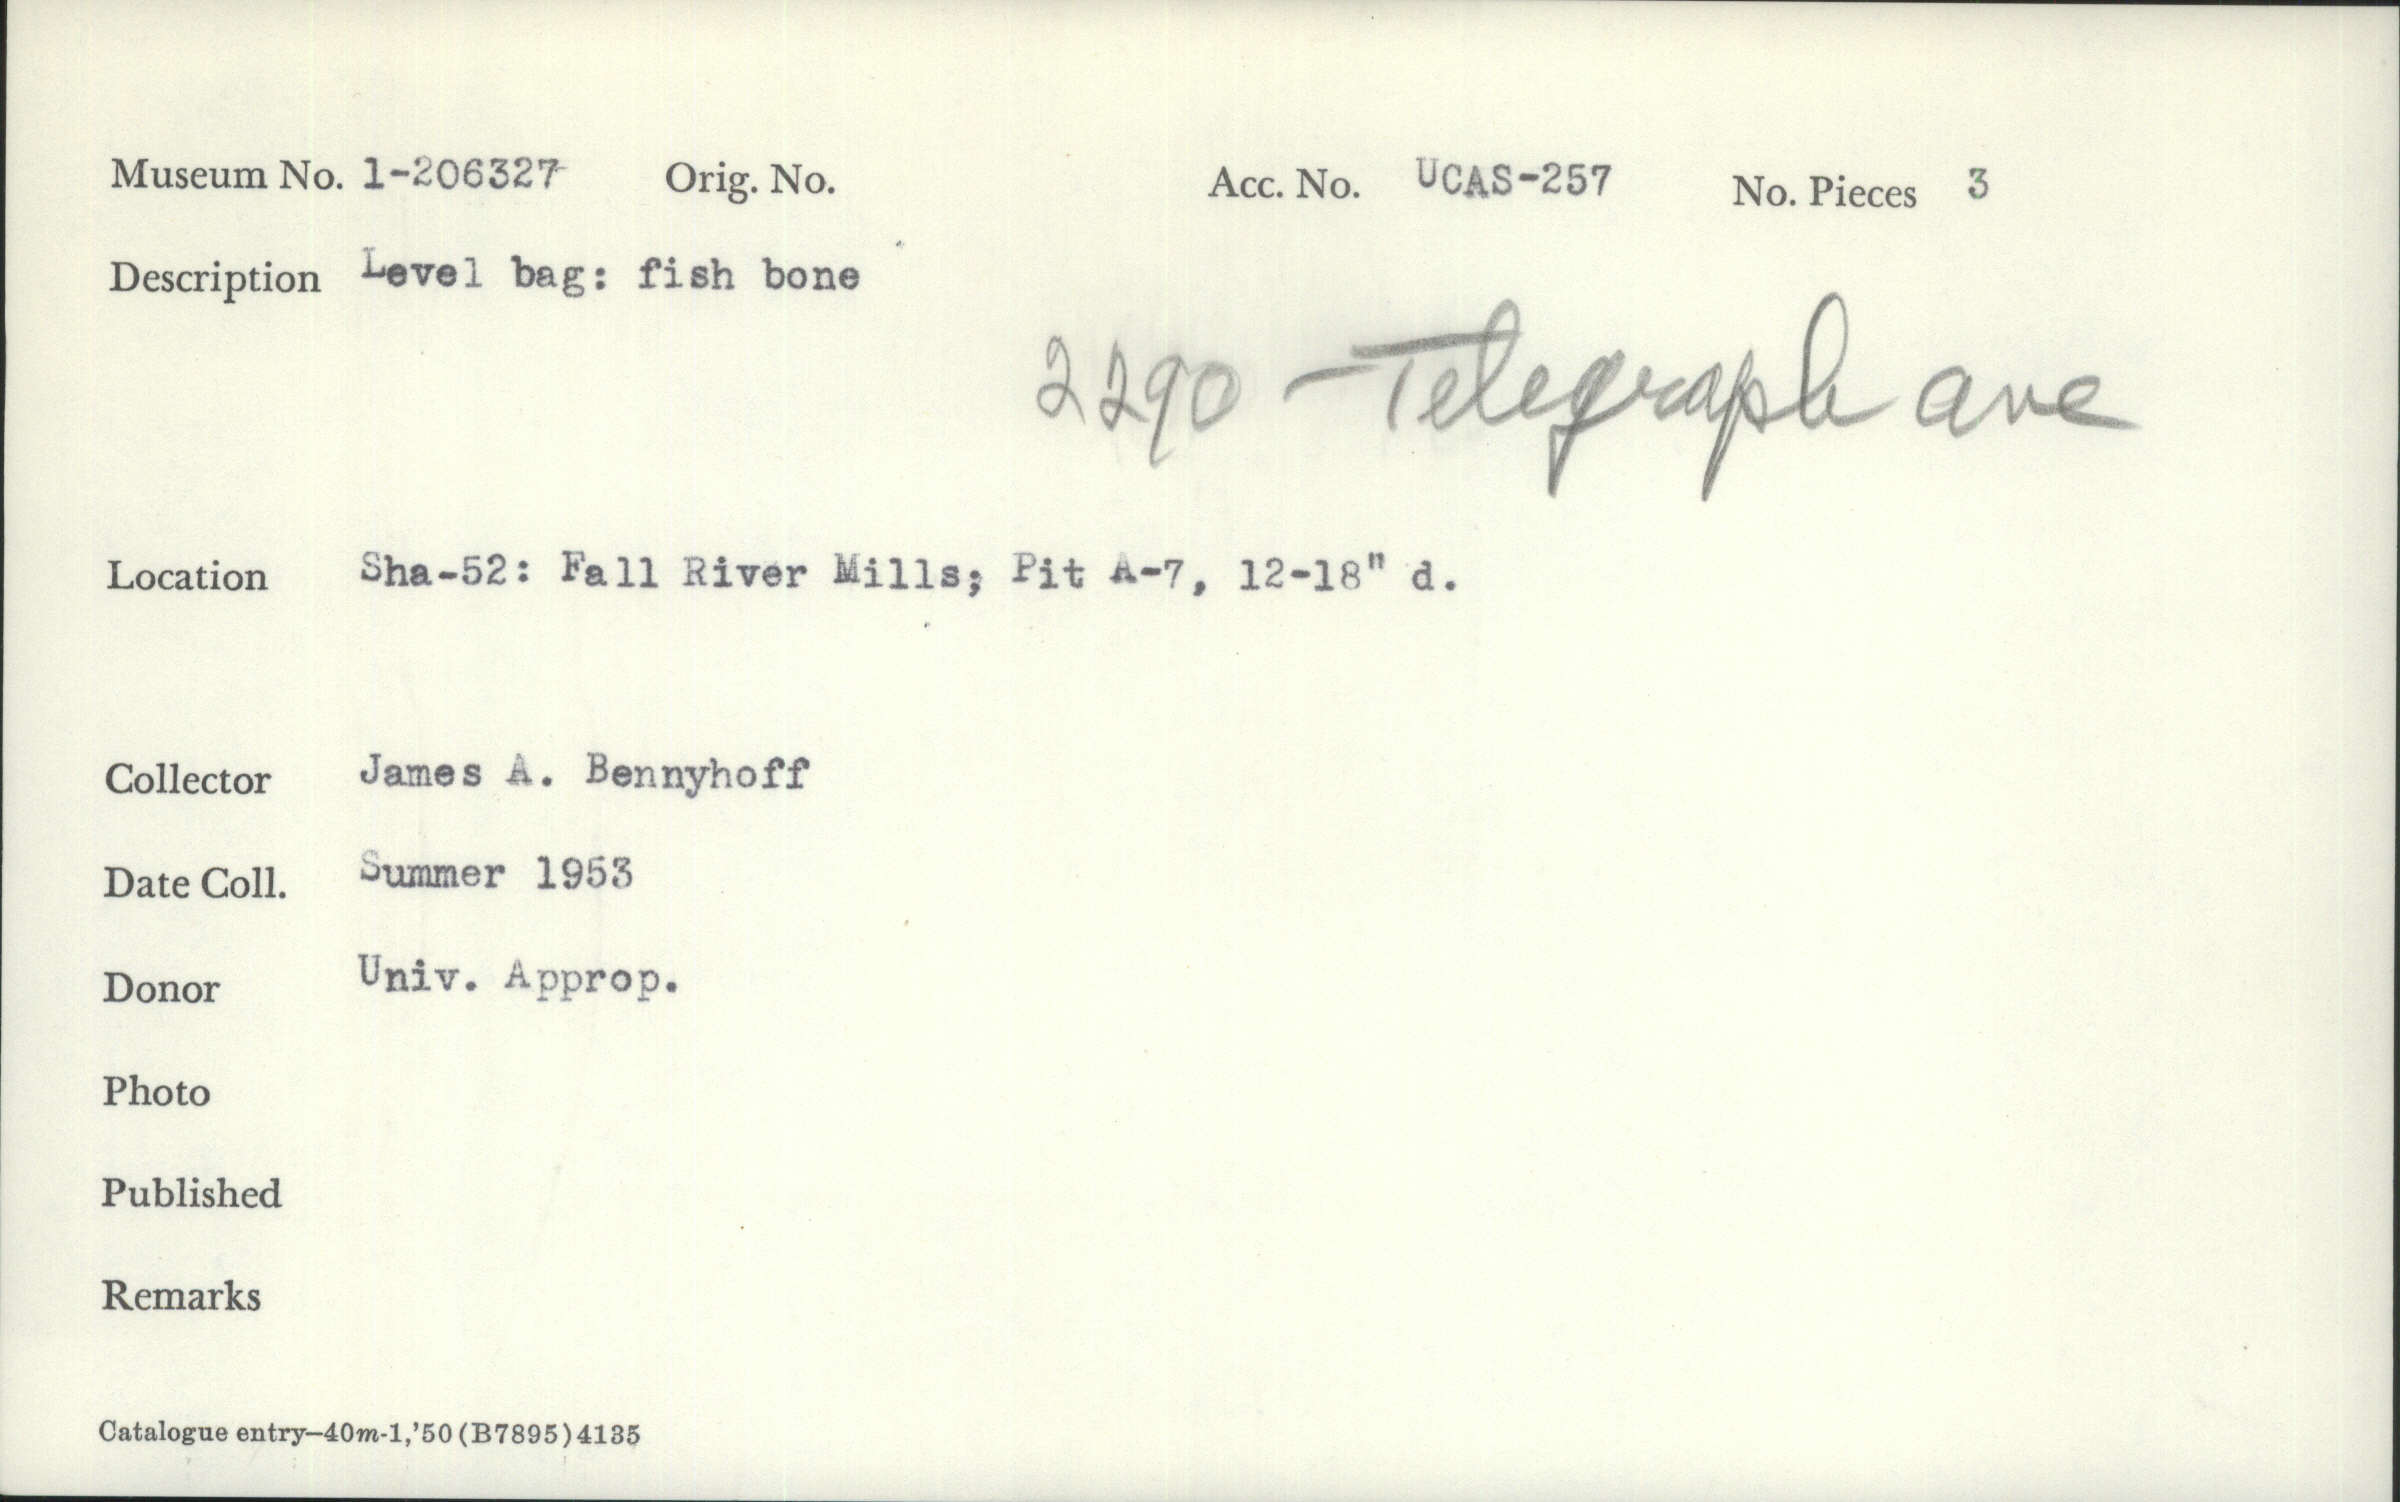 Museum No. 1-206327 Orig. No. Acc. No. UCAS-257 No. Pieces 3
Description Level bag: fish bone
2290 - Telegraph ave
Location Sha-52: Fall River Mills; Pit A-7, 12-18" d.
Collector James A. Bennyhoff
Date Coll. Summer 1953
Donor Univ. Approp.
Photo
Published
Remarks
Catalogue entry—40m-1,'50(B7895)4135